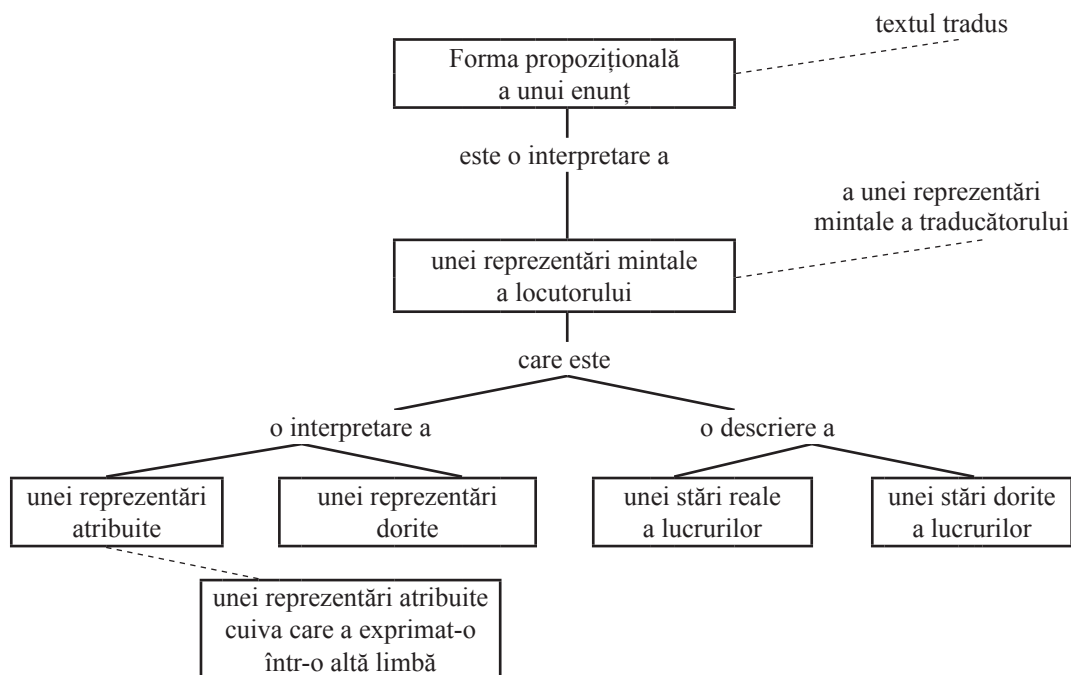 textul tradus
Forma propozițională
a unui enunț
este o interpretare a
a unei reprezentări
mintale a traducătorului
unei reprezentări mintale
a locutorului
care este
o interpretare a
o descriere a
unei reprezentări
atribuite
unei reprezentări
dorite
unei stări reale
a lucrurilor
unei stări dorite
a lucrurilor
unei reprezentări atribuite
cuiva care a exprimat-o
într-o altă limbă